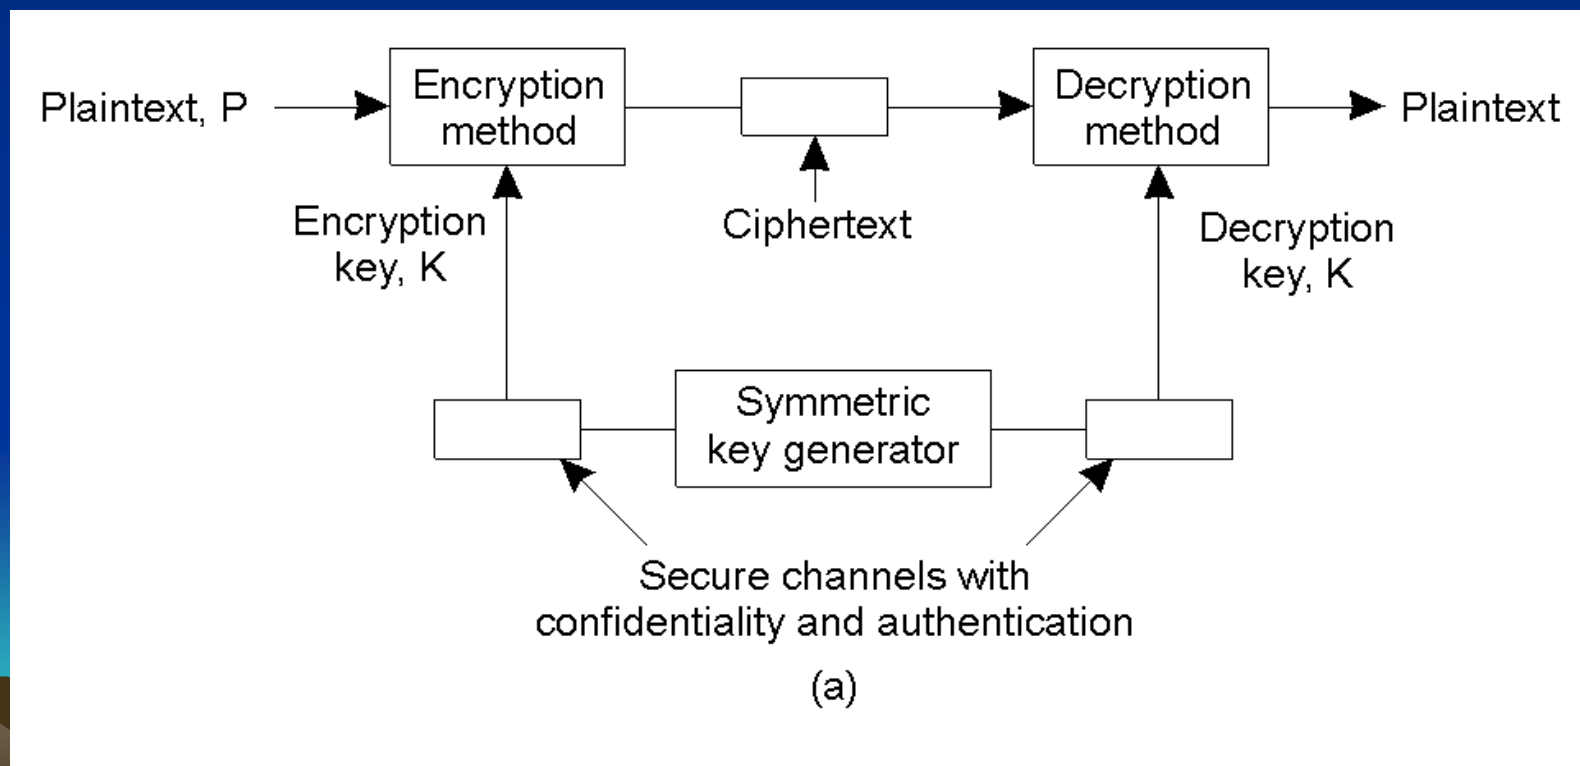 Plaintext, P
Encryption
method
Decryption
method
Plaintext
Encryption
key, K
Ciphertext
Decryption
key, K
Symmetric
key generator
Secure channels with
confidentiality and authentication
(a)